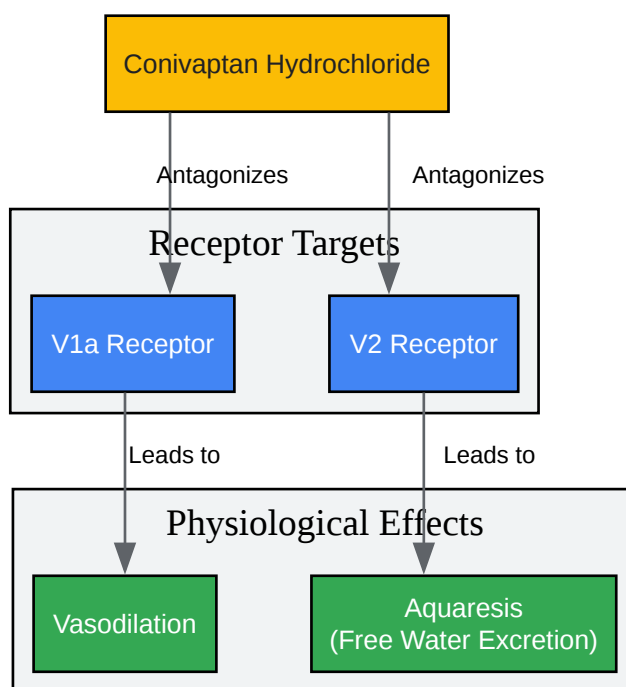 Conivaptan Hydrochloride
Antagonizes
Antagonizes
Receptor Targets
V1a Receptor
V2 Receptor
Leads to
Leads to
Physiological Effects
Vasodilation
Aquaresis
(Free Water Excretion)